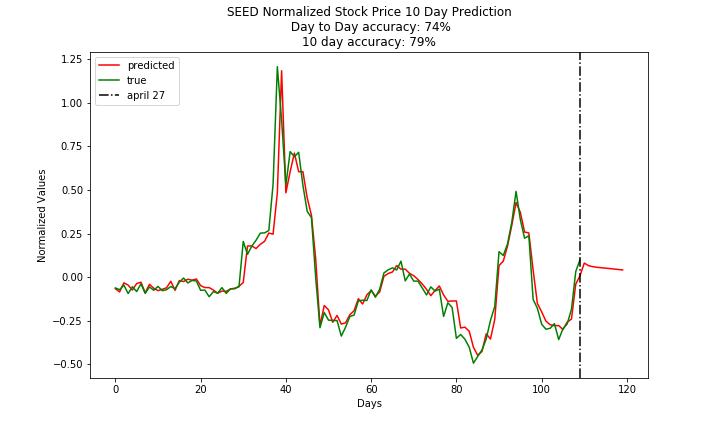 SEED Normalized Stock Price 10 Day Prediction
Day to Day accuracy: 74%
10 day accuracy: 79%
predicted
true
april 27
1.25
1.00
0.75
0.50
0.25
0.00
−0.25
−0.50
Normalized Values
0 20 40 60 80 100 120
Days